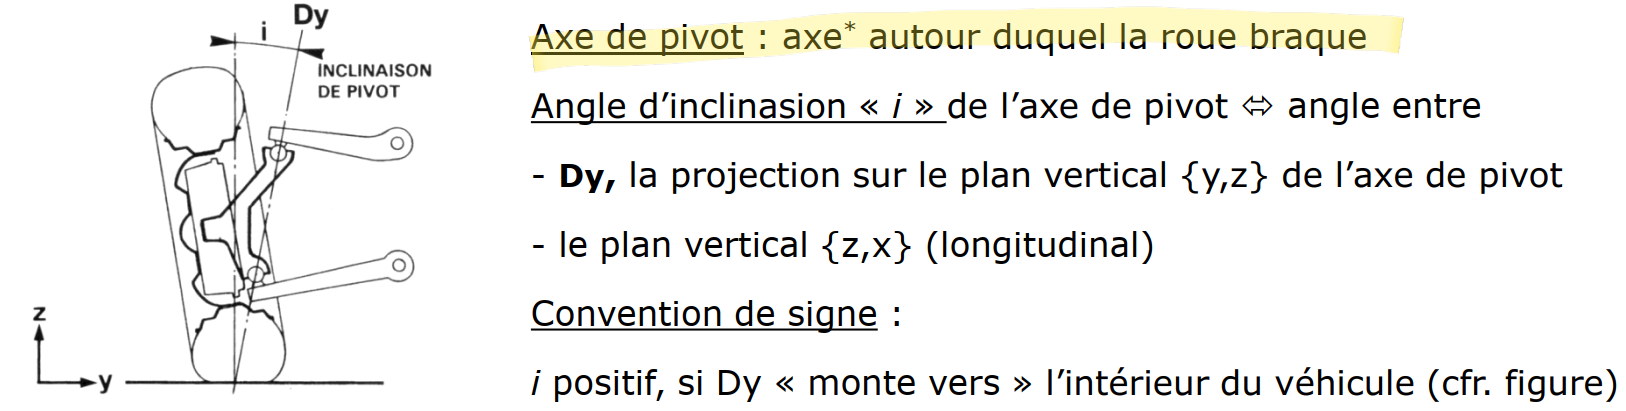 Dy
i
INCLINAISON
DE PIVOT
z
y
Axe de pivot : axe* autour duquel la roue braque
Angle d’inclinasion « i » de l’axe de pivot ⬄ angle entre
- Dy, la projection sur le plan vertical {y,z} de l’axe de pivot
- le plan vertical {z,x} (longitudinal)
Convention de signe :
i positif, si Dy « monte vers » l’intérieur du véhicule (cfr. figure)